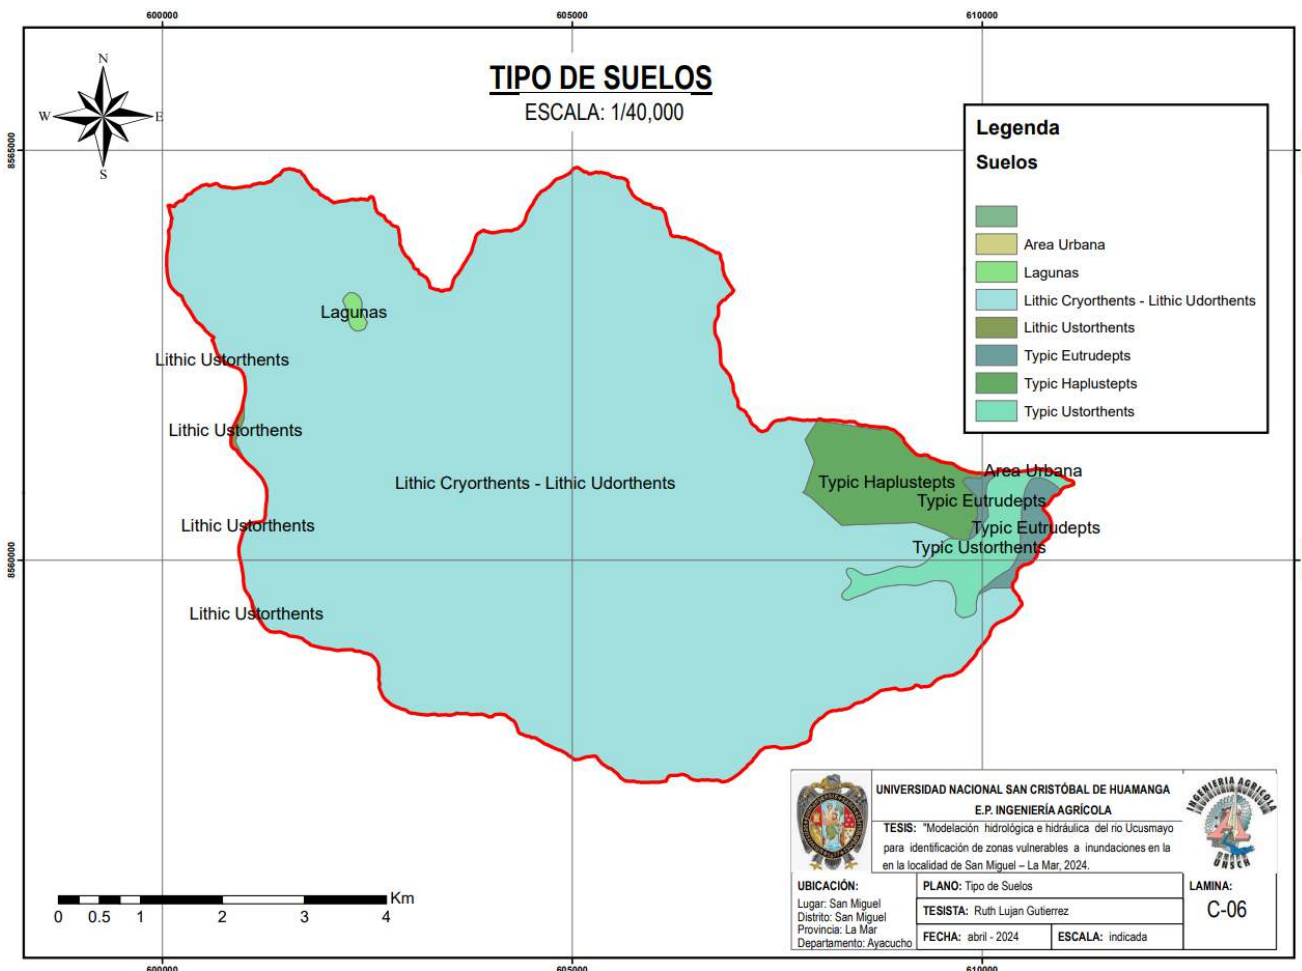 600000
605000
610000
TIPO DE SUELOS
ESCALA: 1/40,000
N
W
E
S
8565000
8560000
Legenda
Suelos
Area Urbana
Lagunas
Lithic Cryorthents - Lithic Udorthents
Lithic Ustorthents
Typic Eutrudepts
Typic Haplustepts
Typic Ustorthents
Lagunas
Lithic Ustorthents
Lithic Ustorthents
Lithic Cryorthents - Lithic Udorthents
Lithic Ustorthents
Lithic Ustorthents
Area Urbana
Typic Haplustepts
Typic Eutrudepts
Typic Eutrudepts
Typic Ustorthents
Km
0 0.5 1 2 3 4
UNIVERSIDAD NACIONAL SAN CRISTÓBAL DE HUAMANGA
E.P. INGENIERÍA AGRÍCOLA
TESIS: "Modelación hidrológica e hidráulica del río Ucusmayo
para identificación de zonas vulnerables a inundaciones en la
en la localidad de San Miguel – La Mar, 2024.
INGENIERIA AGRICOLA
UNSCH
UBICACIÓN:
Lugar: San Miguel
Distrito: San Miguel
Provincia: La Mar
Departamento: Ayacucho
PLANO: Tipo de Suelos
TESISTA: Ruth Lujan Gutierrez
FECHA: abril - 2024
ESCALA: indicada
LAMINA:
C-06
600000
605000
610000